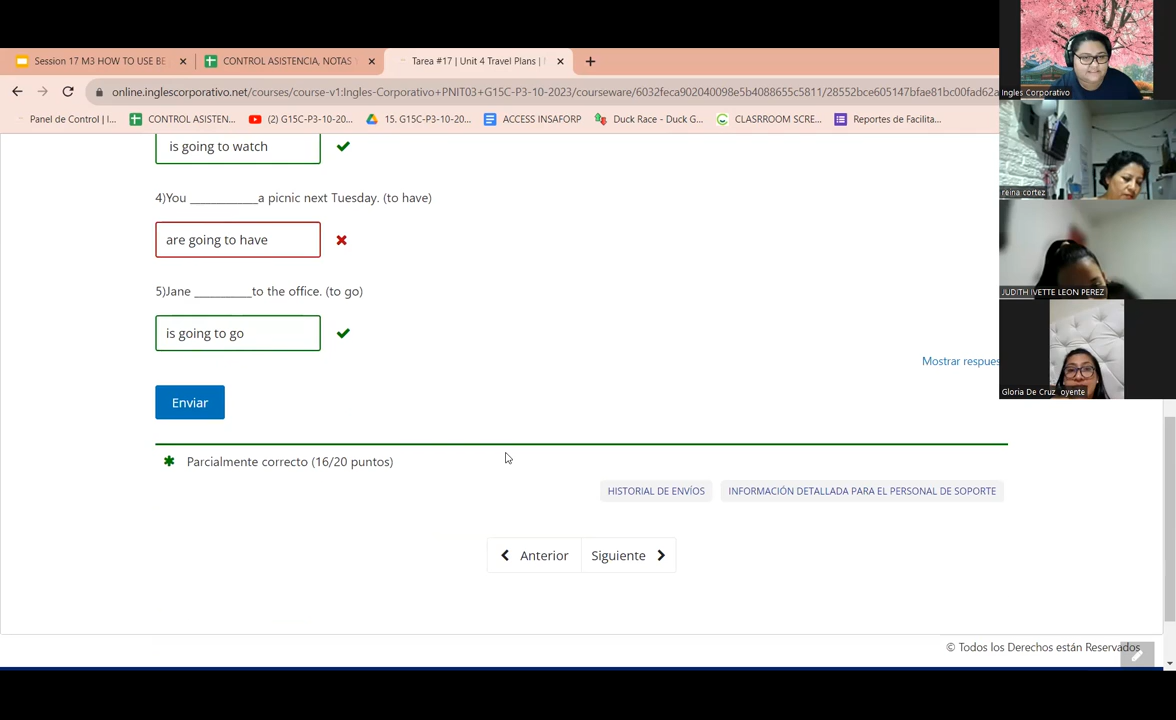 Session 17 M3 HOW TO USE BE
CONTROL ASISTENCIA, NOTAS
Tarea #17 | Unit 4 Travel Plans |
online.inglescorporativo.net/courses/course-v1:Ingles-Corporativo+PNIT03+G15C-P3-10-2023/courseware/6032feca902040098e5b4088655c5811/28552bce605147bfae81bc00fad62a
Panel de Control | I...
CONTROL ASISTEN...
(2) G15C-P3-10-20...
15. G15C-P3-10-202...
ACCESS INSAFORP
Duck Race - Duck G...
CLASRROOM SCRE...
Reportes de Facilita...
Ingles Corporativo
reina cortez
JUDITH IVETTE LEON PEREZ
Gloria De Cruz oyente
is going to watch
4)You __________a picnic next Tuesday. (to have)
are going to have
5)Jane _________to the office. (to go)
is going to go
Mostrar respues
Enviar
Parcialmente correcto (16/20 puntos)
HISTORIAL DE ENVÍOS
INFORMACIÓN DETALLADA PARA EL PERSONAL DE SOPORTE
Anterior
Siguiente
© Todos los Derechos están Reservados